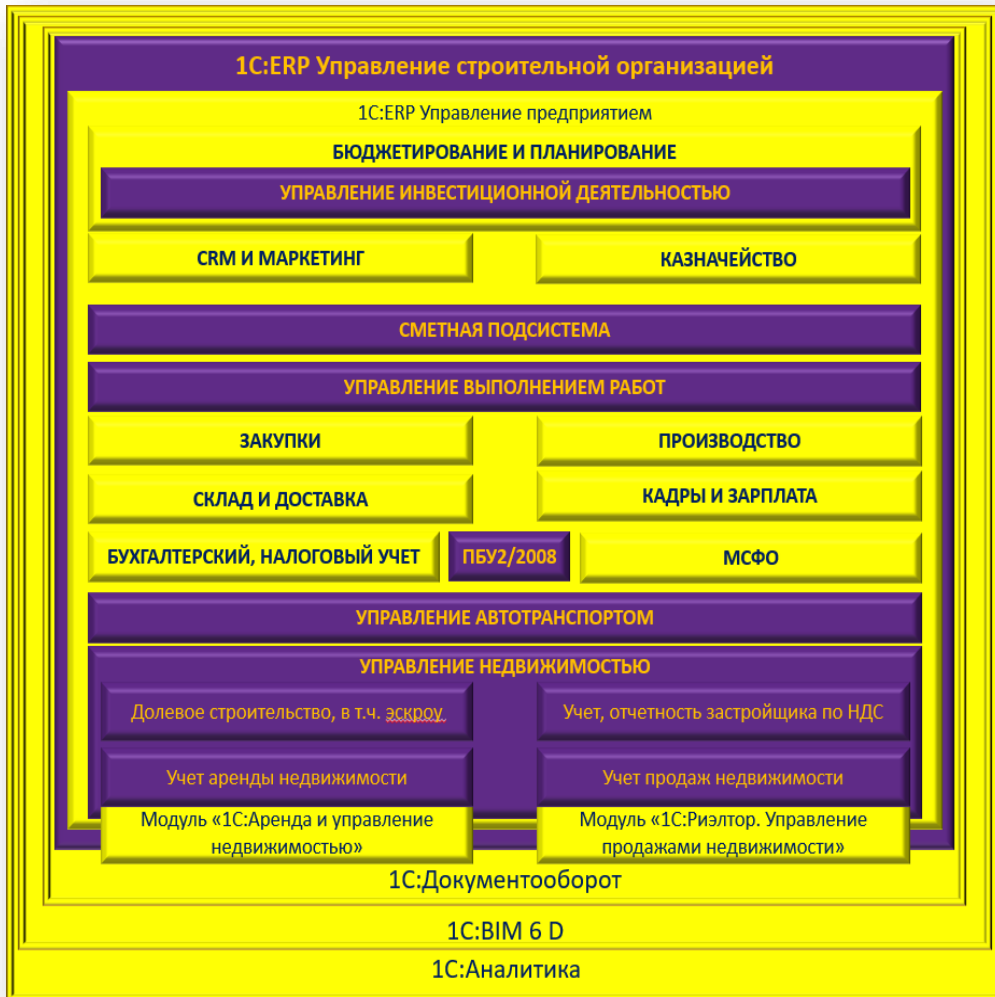 1С:ERP Управление строительной организацией
1С:ERP Управление предприятием
БЮДЖЕТИРОВАНИЕ И ПЛАНИРОВАНИЕ
УПРАВЛЕНИЕ ИНВЕСТИЦИОННОЙ ДЕЯТЕЛЬНОСТЬЮ
CRM И МАРКЕТИНГ
КАЗНАЧЕЙСТВО
СМЕТНАЯ ПОДСИСТЕМА
УПРАВЛЕНИЕ ВЫПОЛНЕНИЕМ РАБОТ
ЗАКУПКИ
ПРОИЗВОДСТВО
СКЛАД И ДОСТАВКА
КАДРЫ И ЗАРПЛАТА
БУХГАЛТЕРСКИЙ, НАЛОГОВЫЙ УЧЕТ
ПБУ2/2008
МСФО
УПРАВЛЕНИЕ АВТОТРАНСПОРТОМ
УПРАВЛЕНИЕ НЕДВИЖИМОСТЬЮ
Долевое строительство, в т.ч. эскроу
Учет, отчетность застройщика по НДС
Учет аренды недвижимости
Учет продаж недвижимости
Модуль «1С:Аренда и управление
недвижимостью»
Модуль «1С:Риэлтор. Управление
продажами недвижимости»
1С:Документооборот
1С:BIM 6 D
1С:Аналитика